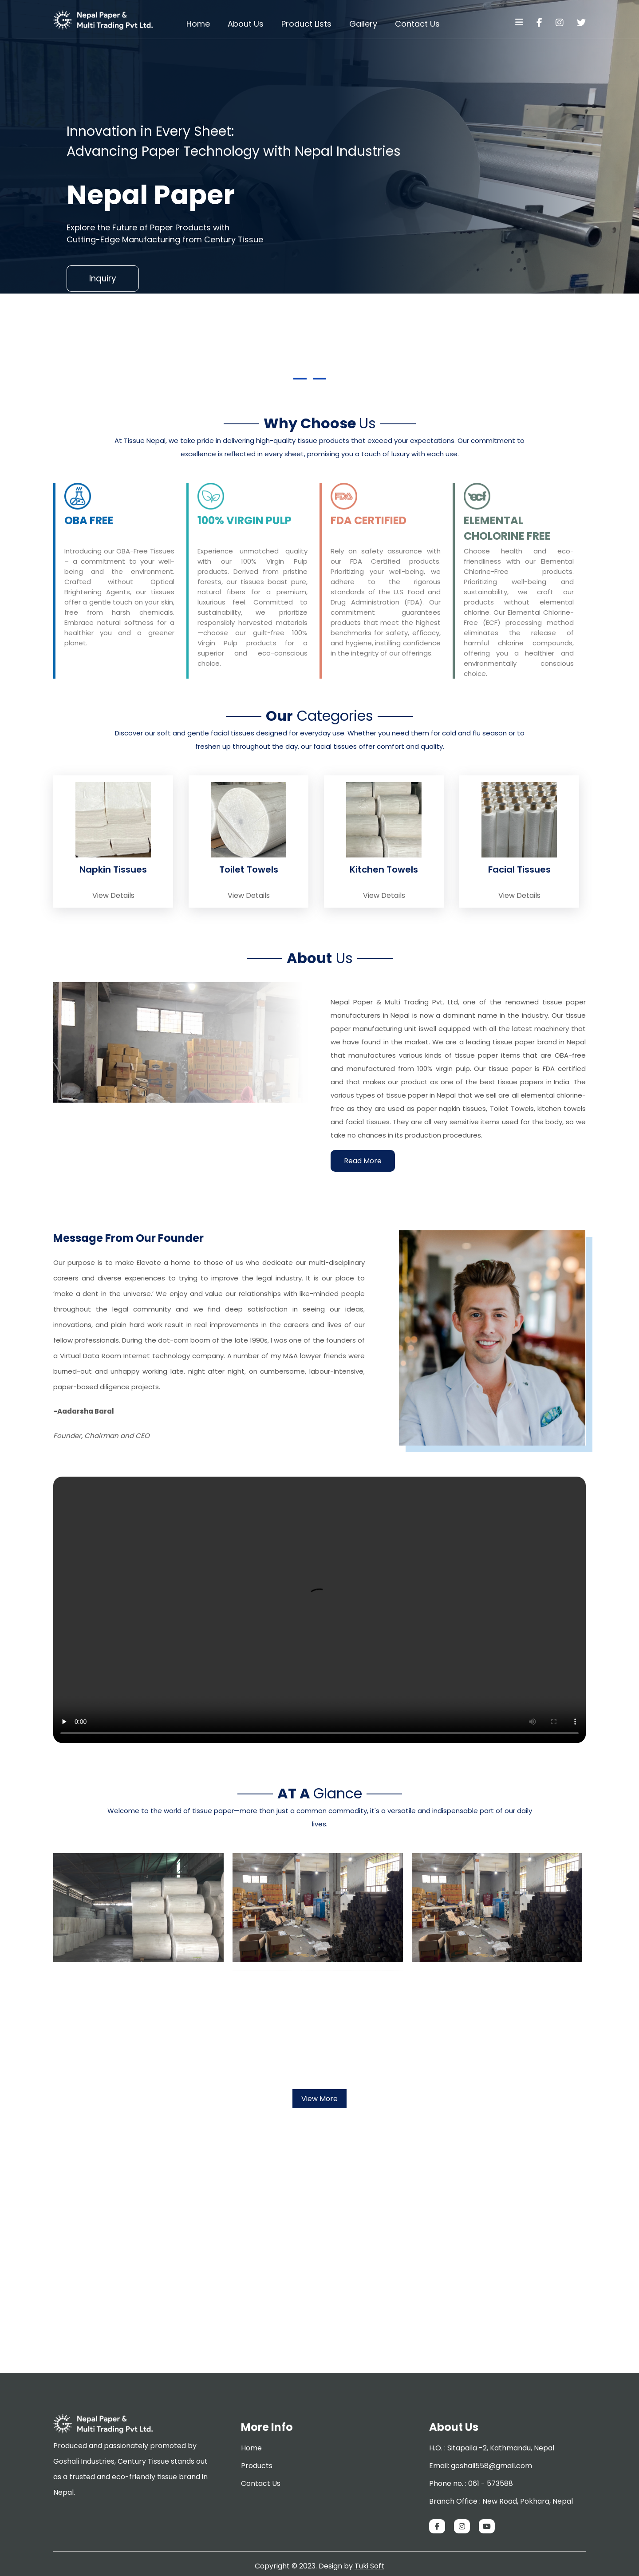 Nepal Paper &
Multi Trading Pvt Ltd.
Home
About Us
Product Lists
Gallery
Contact Us
Innovation in Every Sheet:
Advancing Paper Technology with Nepal Industries
Nepal Paper
Explore the Future of Paper Products with
Cutting-Edge Manufacturing from Century Tissue
Inquiry
Why Choose Us
At Tissue Nepal, we take pride in delivering high-quality tissue products that exceed your expectations. Our commitment to
excellence is reflected in every sheet, promising you a touch of luxury with each use.
OBA FREE
Introducing our OBA-Free Tissues
– a commitment to your well-
being and the environment.
Crafted without Optical
Brightening Agents, our tissues
offer a gentle touch on your skin,
free from harsh chemicals.
Embrace natural softness for a
healthier you and a greener
planet.
100% VIRGIN PULP
Experience unmatched quality
with our 100% Virgin Pulp
products. Derived from pristine
forests, our tissues boast pure,
natural fibers for a premium,
luxurious feel. Committed to
sustainability, we prioritize
responsibly harvested materials
—choose our guilt-free 100%
Virgin Pulp products for a
superior and eco-conscious
choice.
FDA
FDA CERTIFIED
Rely on safety assurance with
our FDA Certified products.
Prioritizing your well-being, we
adhere to the rigorous
standards of the U.S. Food and
Drug Administration (FDA). Our
commitment guarantees
products that meet the highest
benchmarks for safety, efficacy,
and hygiene, instilling confidence
in the integrity of our offerings.
ecf
ELEMENTAL
CHOLORINE FREE
Choose health and eco-
friendliness with our Elemental
Chlorine-Free products.
Prioritizing well-being and
sustainability, we craft our
products without elemental
chlorine. Our Elemental Chlorine-
Free (ECF) processing method
eliminates the release of
harmful chlorine compounds,
offering you a healthier and
environmentally conscious
choice.
Our Categories
Discover our soft and gentle facial tissues designed for everyday use. Whether you need them for cold and flu season or to
freshen up throughout the day, our facial tissues offer comfort and quality.
Napkin Tissues
View Details
Toilet Towels
View Details
Kitchen Towels
View Details
Facial Tissues
View Details
About Us
Nepal Paper & Multi Trading Pvt. Ltd, one of the renowned tissue paper
manufacturers in Nepal is now a dominant name in the industry. Our tissue
paper manufacturing unit iswell equipped with all the latest machinery that
we have found in the market. We are a leading tissue paper brand in Nepal
that manufactures various kinds of tissue paper items that are OBA-free
and manufactured from 100% virgin pulp. Our tissue paper is FDA certified
and that makes our product as one of the best tissue papers in India. The
various types of tissue paper in Nepal that we sell are all elemental chlorine-
free as they are used as paper napkin tissues, Toilet Towels, kitchen towels
and facial tissues. They are all very sensitive items used for the body, so we
take no chances in its production procedures.
Read More
Message From Our Founder
Our purpose is to make Elevate a home to those of us who dedicate our multi-disciplinary
careers and diverse experiences to trying to improve the legal industry. It is our place to
'make a dent in the universe.' We enjoy and value our relationships with like-minded people
throughout the legal community and we find deep satisfaction in seeing our ideas,
innovations, and plain hard work result in real improvements in the careers and lives of our
fellow professionals. During the dot-com boom of the late 1990s, I was one of the founders of
a Virtual Data Room Internet technology company. A number of my M&A lawyer friends were
burned-out and unhappy working late, night after night, on cumbersome, labour-intensive,
paper-based diligence projects.
-Aadarsha Baral
Founder, Chairman and CEO
0:00
AT A Glance
Welcome to the world of tissue paper—more than just a common commodity, it's a versatile and indispensable part of our daily
lives.
View More
Nepal Paper &
Multi Trading Pvt Ltd.
Produced and passionately promoted by
Goshali Industries, Century Tissue stands out
as a trusted and eco-friendly tissue brand in
Nepal.
More Info
Home
Products
Contact Us
About Us
H.O. : Sitapaila -2, Kathmandu, Nepal
Email: goshali558@gmail.com
Phone no. : 061 - 573588
Branch Office : New Road, Pokhara, Nepal
Copyright © 2023. Design by Tuki Soft